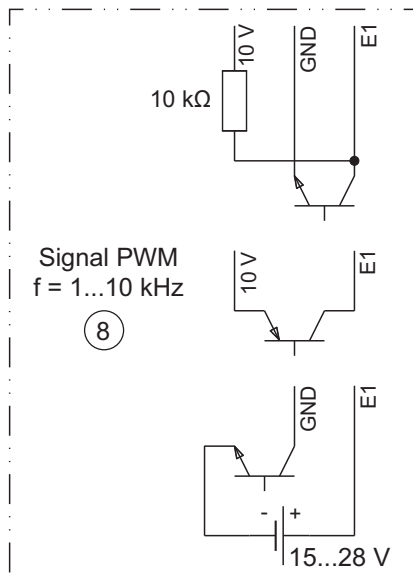 10 V
GND
E1
10 kΩ
Signal PWM
f = 1...10 kHz
8
10 V
E1
GND
E1
- +
15...28 V